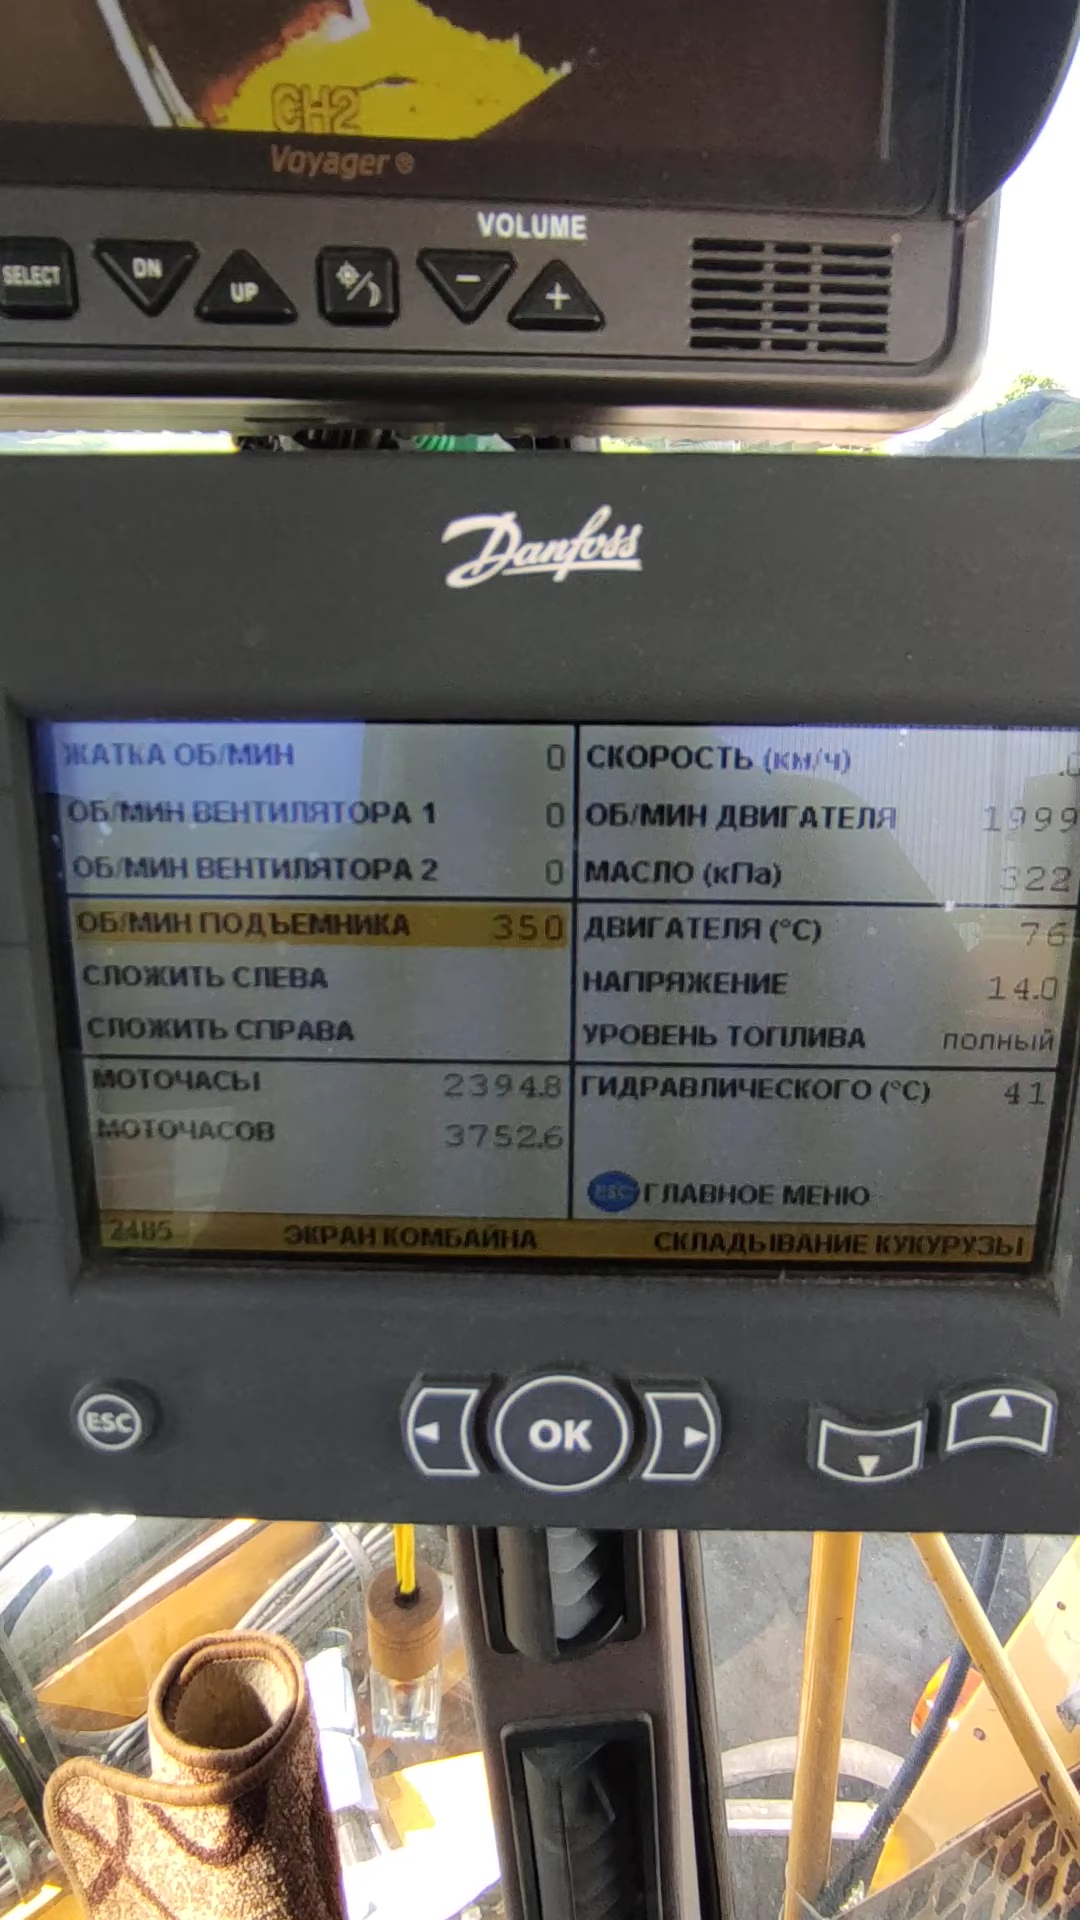 CH2
Voyager
VOLUME
SELECT
DN
UP
-
+
Danfoss
ЖАТКА ОБ/МИН 0
ОБ/МИН ВЕНТИЛЯТОРА 1 0
ОБ/МИН ВЕНТИЛЯТОРА 2 0
ОБ/МИН ПОДЪЕМНИКА 350
СЛОЖИТЬ СЛЕВА
СЛОЖИТЬ СПРАВА
МОТОЧАСЫ 2394.8
МОТОЧАСОВ 3752.6
СКОРОСТЬ (км/ч) .0
ОБ/МИН ДВИГАТЕЛЯ 1999
МАСЛО (кПа) 322
ДВИГАТЕЛЯ (°C) 76
НАПРЯЖЕНИЕ 14.0
УРОВЕНЬ ТОПЛИВА полный
ГИДРАВЛИЧЕСКОГО (°C) 41
ESC ГЛАВНОЕ МЕНЮ
2485 ЭКРАН КОМБАЙНА СКЛАДЫВАНИЕ КУКУРУЗЫ
ESC
OK